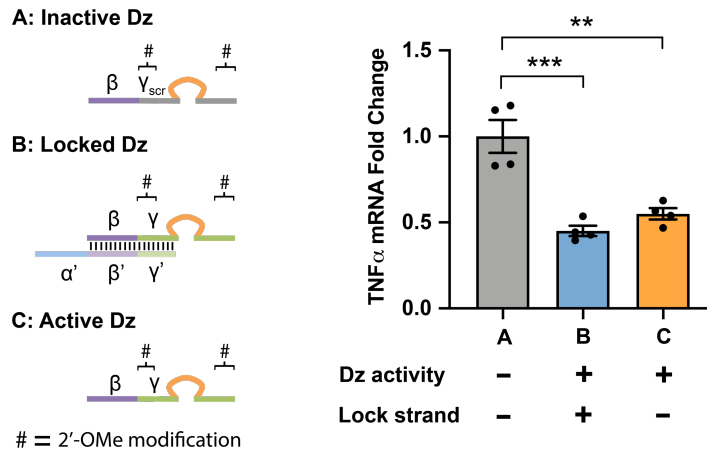 A: Inactive Dz
#
#
β
γscr
B: Locked Dz
#
#
β
γ
α’
β’
γ’
C: Active Dz
#
#
β
γ
# = 2’-OMe modification
TNFα mRNA Fold Change
1.5
1.0
0.5
0.0
**
***
A
B
C
Dz activity
– + +
Lock strand
– + –